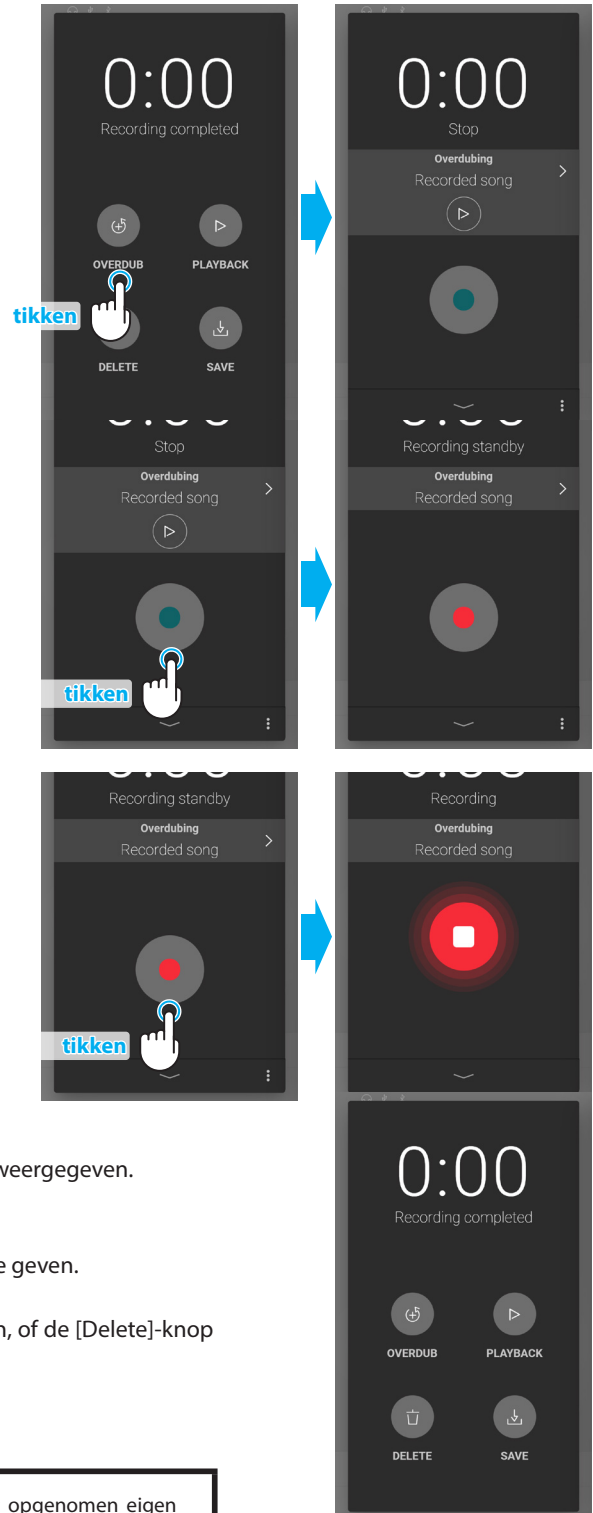 0:00
Recording completed
OVERDUB PLAYBACK
tikken
DELETE SAVE
0:00
Stop
Overdubing
Recorded song
Stop
Overdubing
Recorded song
tikken
Recording standby
Overdubing
Recorded song
Recording standby
Overdubing
Recorded song
tikken
Recording
Overdubing
Recorded song
weergegeven.
e geven.
n, of de [Delete]-knop
0:00
Recording completed
OVERDUB PLAYBACK
DELETE SAVE
opgenomen eigen